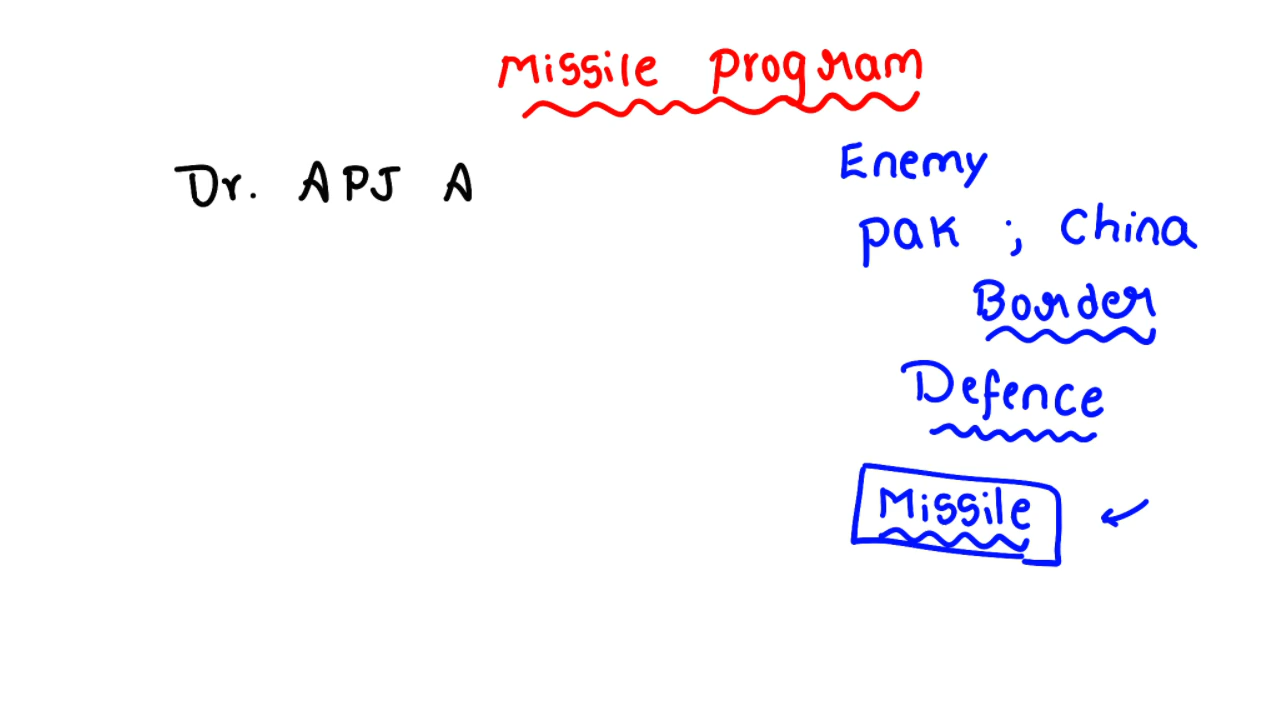 Missile Program
Dr. APJ A
Enemy
Pak ; China
Border
Defence
Missile